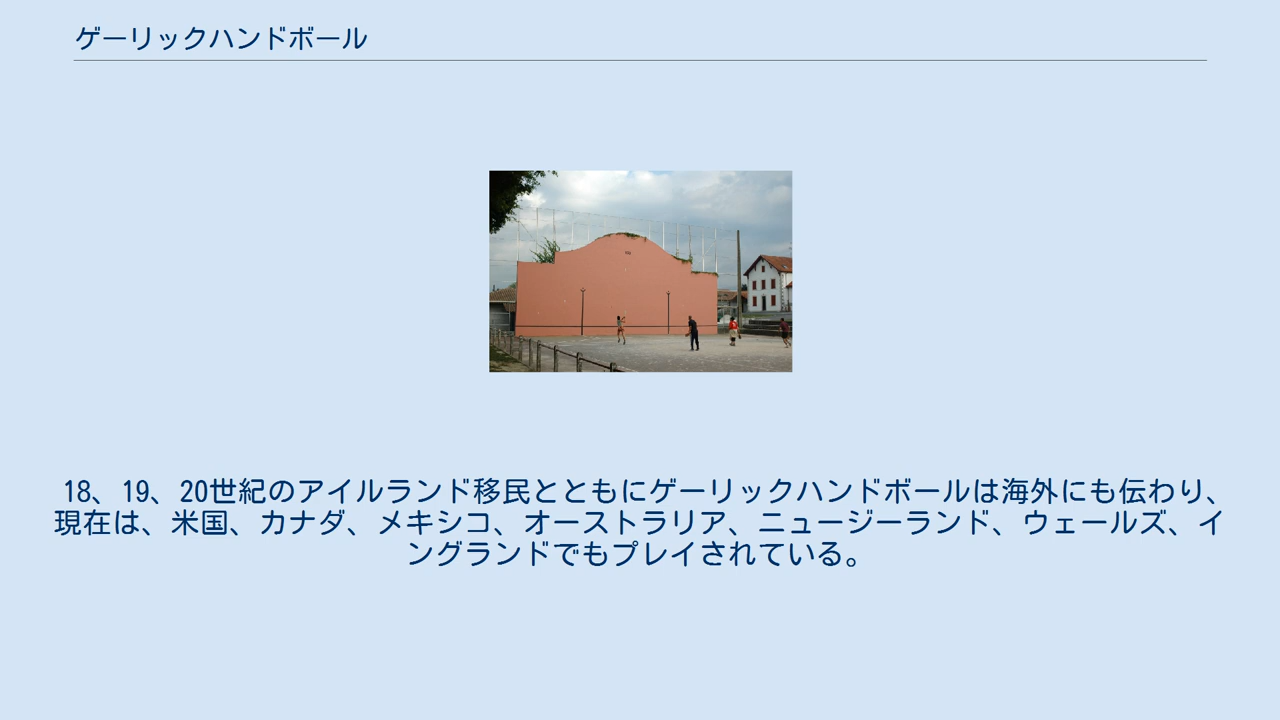 ゲーリックハンドボール
18、19、20世紀のアイルランド移民とともにゲーリックハンドボールは海外にも伝わり、
現在は、米国、カナダ、メキシコ、オーストラリア、ニュージーランド、ウェールズ、イ
ングランドでもプレイされている。